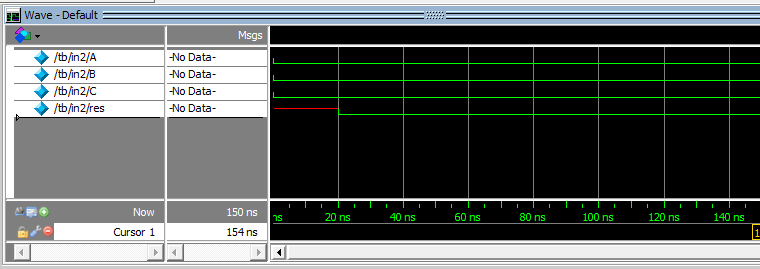 Wave - Default
Msgs
/tb/in2/A -No Data-
/tb/in2/B -No Data-
/tb/in2/C -No Data-
/tb/in2/res -No Data-
Now 150 ns ns 20 ns 40 ns 60 ns 80 ns 100 ns 120 ns 140 ns
Cursor 1 154 ns 1